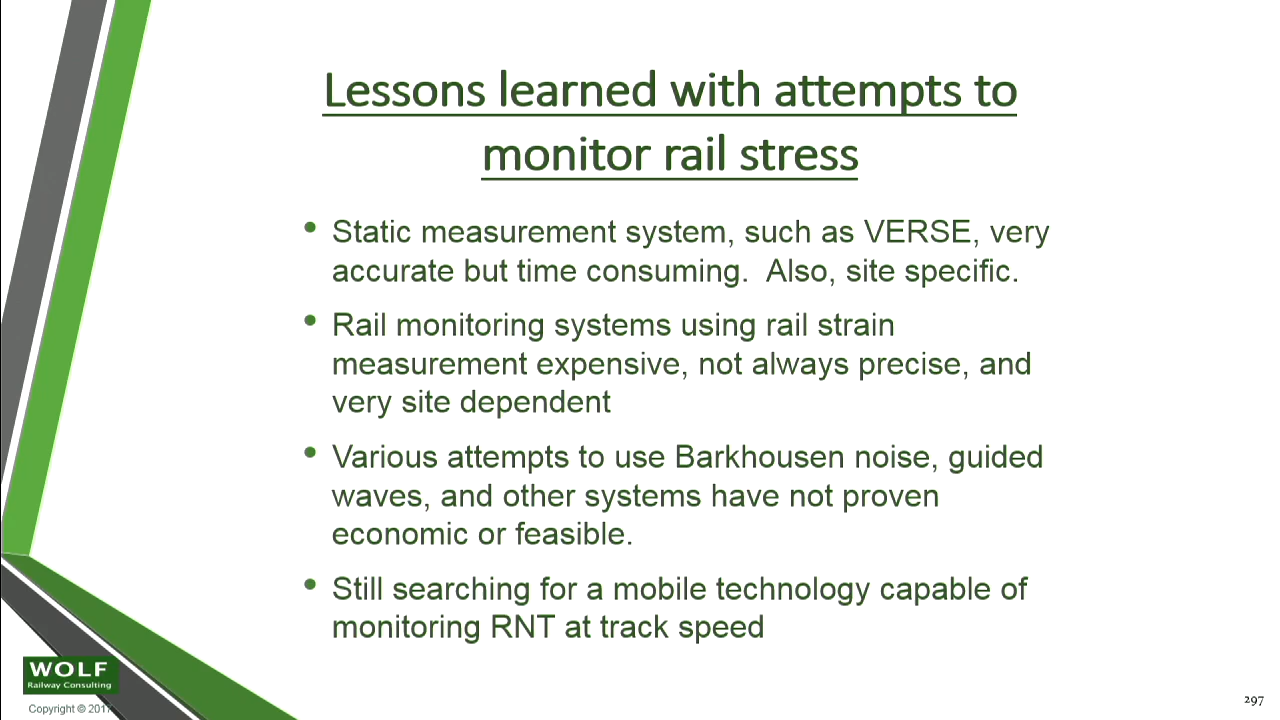 Lessons learned with attempts to
monitor rail stress
• Static measurement system, such as VERSE, very
accurate but time consuming.  Also, site specific.
• Rail monitoring systems using rail strain
measurement expensive, not always precise, and
very site dependent
• Various attempts to use Barkhousen noise, guided
waves, and other systems have not proven
economic or feasible.
• Still searching for a mobile technology capable of
monitoring RNT at track speed
WOLF
Railway Consulting
Copyright ©
297